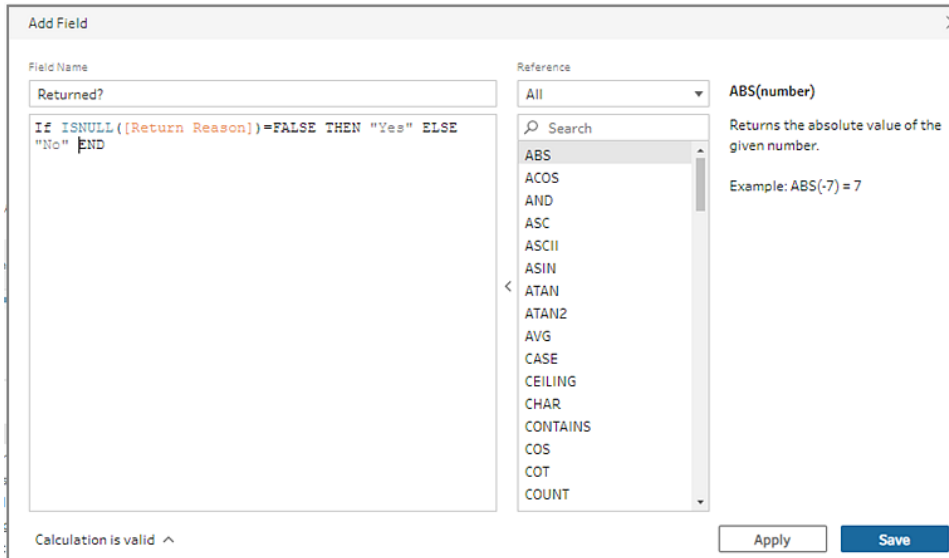 Add Field
Field Name
Returned?
If ISNULL([Return Reason])=FALSE THEN "Yes" ELSE
"No" END
Calculation is valid
Reference
All
Search
ABS
ACOS
AND
ASC
ASCII
ASIN
ATAN
ATAN2
AVG
CASE
CEILING
CHAR
CONTAINS
COS
COT
COUNT
ABS(number)
Returns the absolute value of the
given number.
Example: ABS(-7) = 7
Apply
Save